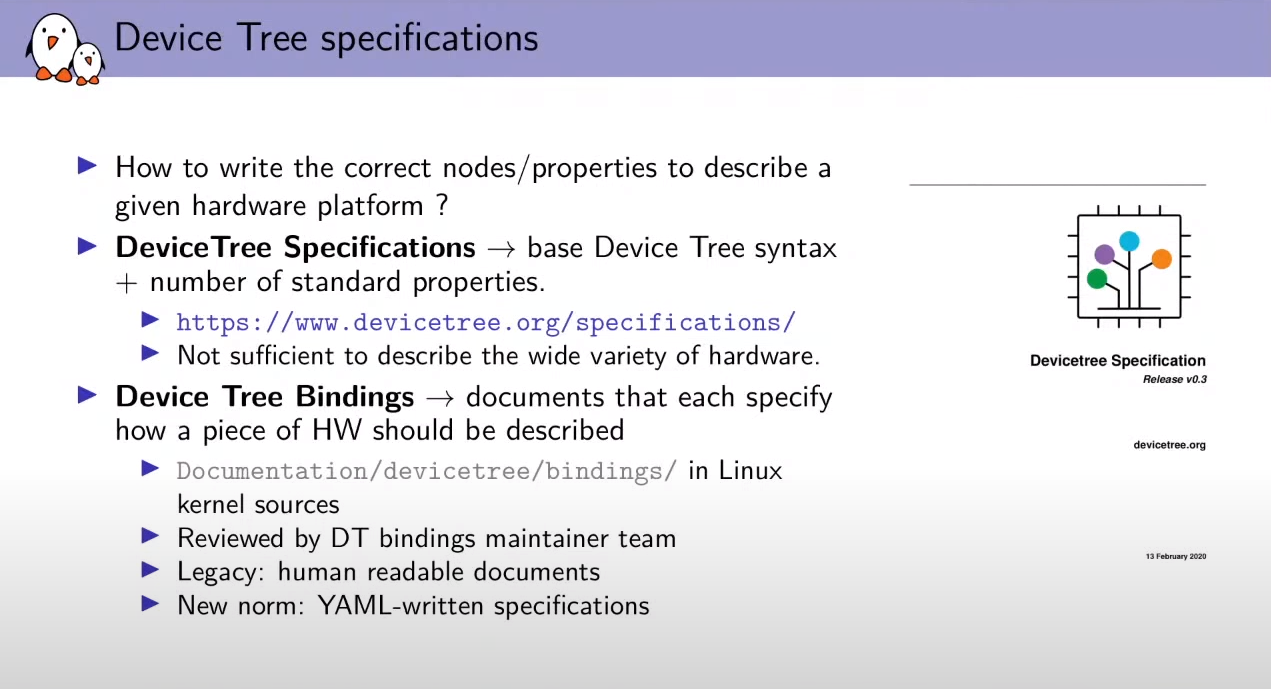 Device Tree specifications
How to write the correct nodes/properties to describe a
given hardware platform ?
DeviceTree Specifications → base Device Tree syntax
+ number of standard properties.
https://www.devicetree.org/specifications/
Not sufficient to describe the wide variety of hardware.
Device Tree Bindings → documents that each specify
how a piece of HW should be described
Documentation/devicetree/bindings/ in Linux
kernel sources
Reviewed by DT bindings maintainer team
Legacy: human readable documents
New norm: YAML-written specifications
Devicetree Specification
Release v0.3
devicetree.org
13 February 2020